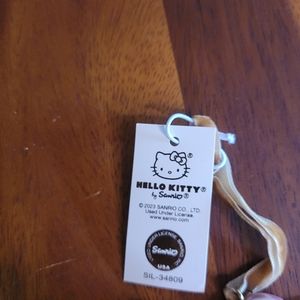 HELLO KITTY®
by Sanrio®
© 2023 SANRIO CO., LTD.
Used Under License.
www.sanrio.com
Sanrio
USA
SIL-34809